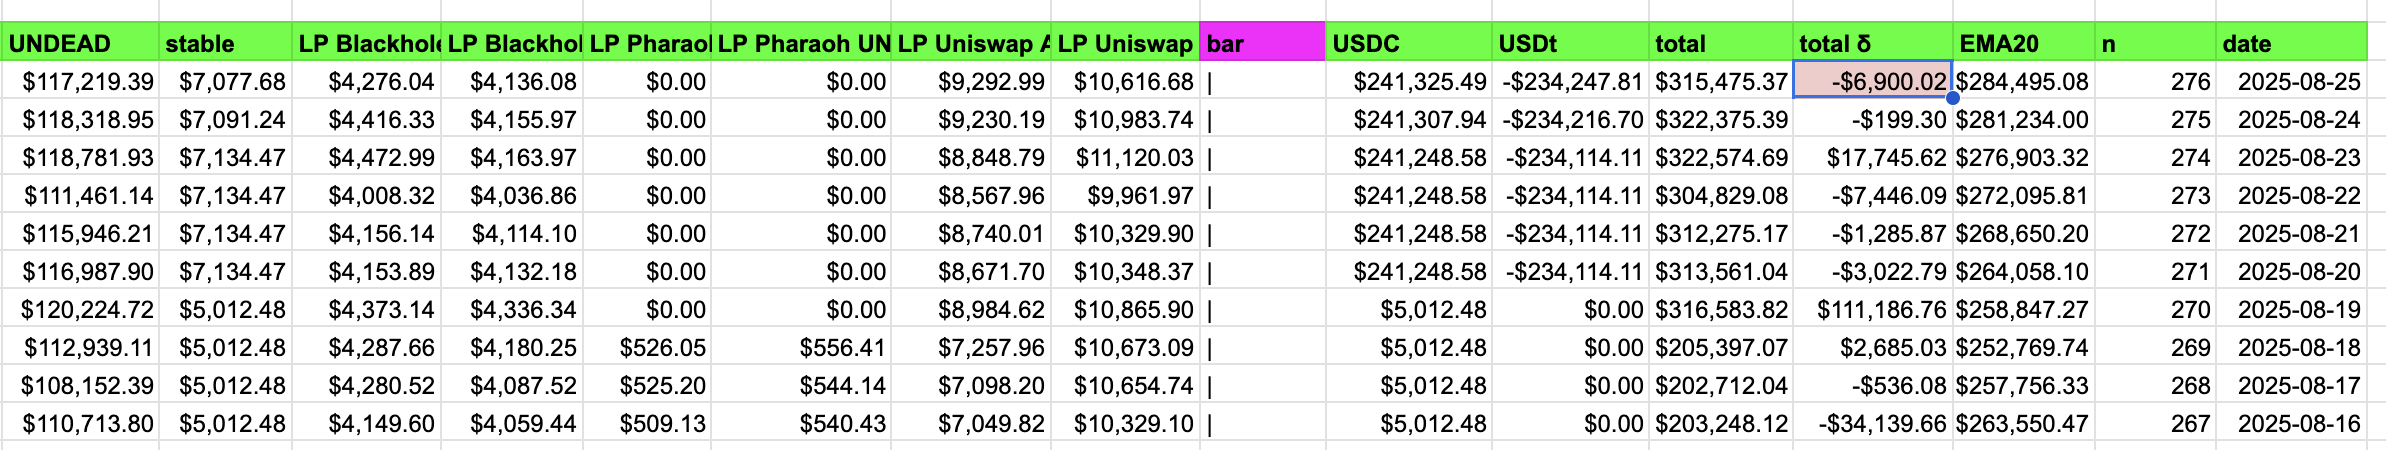 UNDEAD stable LP Blackhole LP Blackhol LP Pharaol LP Pharaoh UN LP Uniswap A LP Uniswap bar USDC USDt total total δ EMA20 n date
$117,219.39 $7,077.68 $4,276.04 $4,136.08 $0.00 $0.00 $9,292.99 $10,616.68 | $241,325.49 -$234,247.81 $315,475.37 -$6,900.02 $284,495.08 276 2025-08-25
$118,318.95 $7,091.24 $4,416.33 $4,155.97 $0.00 $0.00 $9,230.19 $10,983.74 | $241,307.94 -$234,216.70 $322,375.39 -$199.30 $281,234.00 275 2025-08-24
$118,781.93 $7,134.47 $4,472.99 $4,163.97 $0.00 $0.00 $8,848.79 $11,120.03 | $241,248.58 -$234,114.11 $322,574.69 $17,745.62 $276,903.32 274 2025-08-23
$111,461.14 $7,134.47 $4,008.32 $4,036.86 $0.00 $0.00 $8,567.96 $9,961.97 | $241,248.58 -$234,114.11 $304,829.08 -$7,446.09 $272,095.81 273 2025-08-22
$115,946.21 $7,134.47 $4,156.14 $4,114.10 $0.00 $0.00 $8,740.01 $10,329.90 | $241,248.58 -$234,114.11 $312,275.17 -$1,285.87 $268,650.20 272 2025-08-21
$116,987.90 $7,134.47 $4,153.89 $4,132.18 $0.00 $0.00 $8,671.70 $10,348.37 | $241,248.58 -$234,114.11 $313,561.04 -$3,022.79 $264,058.10 271 2025-08-20
$120,224.72 $5,012.48 $4,373.14 $4,336.34 $0.00 $0.00 $8,984.62 $10,865.90 | $5,012.48 $0.00 $316,583.82 $111,186.76 $258,847.27 270 2025-08-19
$112,939.11 $5,012.48 $4,287.66 $4,180.25 $526.05 $556.41 $7,257.96 $10,673.09 | $5,012.48 $0.00 $205,397.07 $2,685.03 $252,769.74 269 2025-08-18
$108,152.39 $5,012.48 $4,280.52 $4,087.52 $525.20 $544.14 $7,098.20 $10,654.74 | $5,012.48 $0.00 $202,712.04 -$536.08 $257,756.33 268 2025-08-17
$110,713.80 $5,012.48 $4,149.60 $4,059.44 $509.13 $540.43 $7,049.82 $10,329.10 | $5,012.48 $0.00 $203,248.12 -$34,139.66 $263,550.47 267 2025-08-16